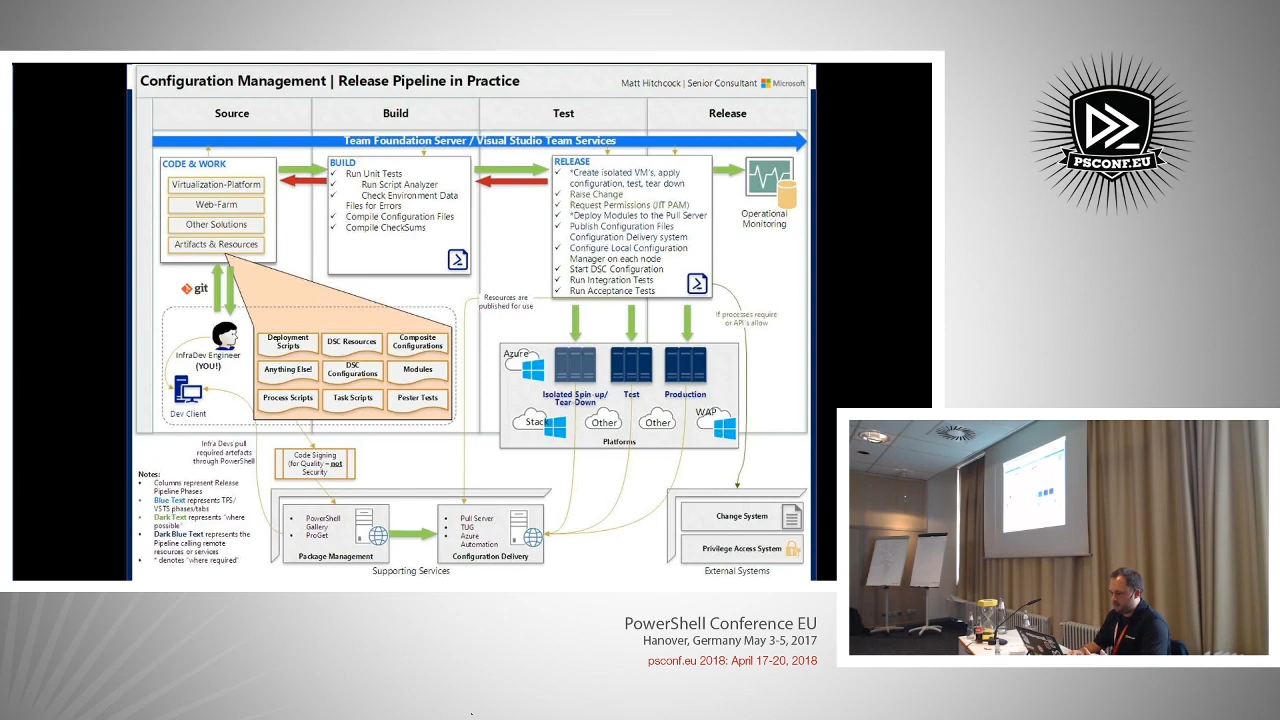 Configuration Management | Release Pipeline in Practice
Matt Hitchcock | Senior Consultant
Microsoft
Source
Build
Test
Release
Team Foundation Server / Visual Studio Team Services
CODE & WORK
Virtualization-Platform
Web-Farm
Other Solutions
Artifacts & Resources
BUILD
✓ Run Unit Tests
✓ Run Script Analyzer
✓ Check Environment Data
Files for Errors
✓ Compile Configuration Files
✓ Compile CheckSums
RELEASE
✓ *Create isolated VM's, apply
configuration, test, tear down
✓ Raise Change
✓ Request Permissions (JIT PAM)
✓ *Deploy Modules to the Pull Server
✓ Publish Configuration Files
Configuration Delivery system
✓ Configure Local Configuration
Manager on each node
✓ Start DSC Configuration
✓ Run Integration Tests
✓ Run Acceptance Tests
Operational
Monitoring
git
InfraDev Engineer
(YOU!)
Dev Client
Deployment
Scripts
DSC Resources
Composite
Configurations
Anything Else!
DSC
Configurations
Modules
Process Scripts
Task Scripts
Pester Tests
Resources are
published for use
If processes require
or API's allow
Azure
Isolated Spin-up/
Tear-Down
Test
Production
Stack
Other
Other
WAP
Platforms
Infra Devs pull
required artefacts
through PowerShell
Code Signing
(for Quality – not
Security
Notes:
• Columns represent Release
Pipeline Phases
• Blue Text represents TFS/
VSTS phases/tabs
• Dark Text represents "where
possible"
• Dark Blue Text represents the
Pipeline calling remote
resources or services
• * denotes "where required"
• PowerShell
Gallery
• ProGet
Package Management
• Pull Server
• TUG
• Azure
Automation
Configuration Delivery
Supporting Services
Change System
Privilege Access System
External Systems
PSCONF.EU
PowerShell Conference EU
Hanover, Germany May 3-5, 2017
psconf.eu 2018: April 17-20, 2018